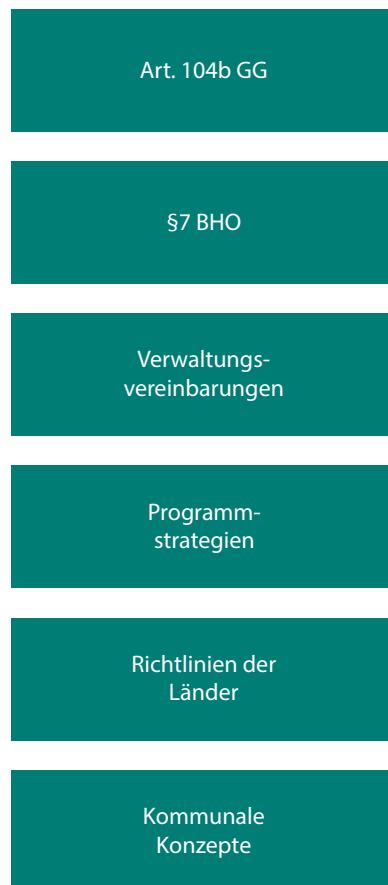 Art. 104b GG
§7 BHO
Verwaltungs-
vereinbarungen
Programm-
strategien
Richtlinien der
Länder
Kommunale
Konzepte